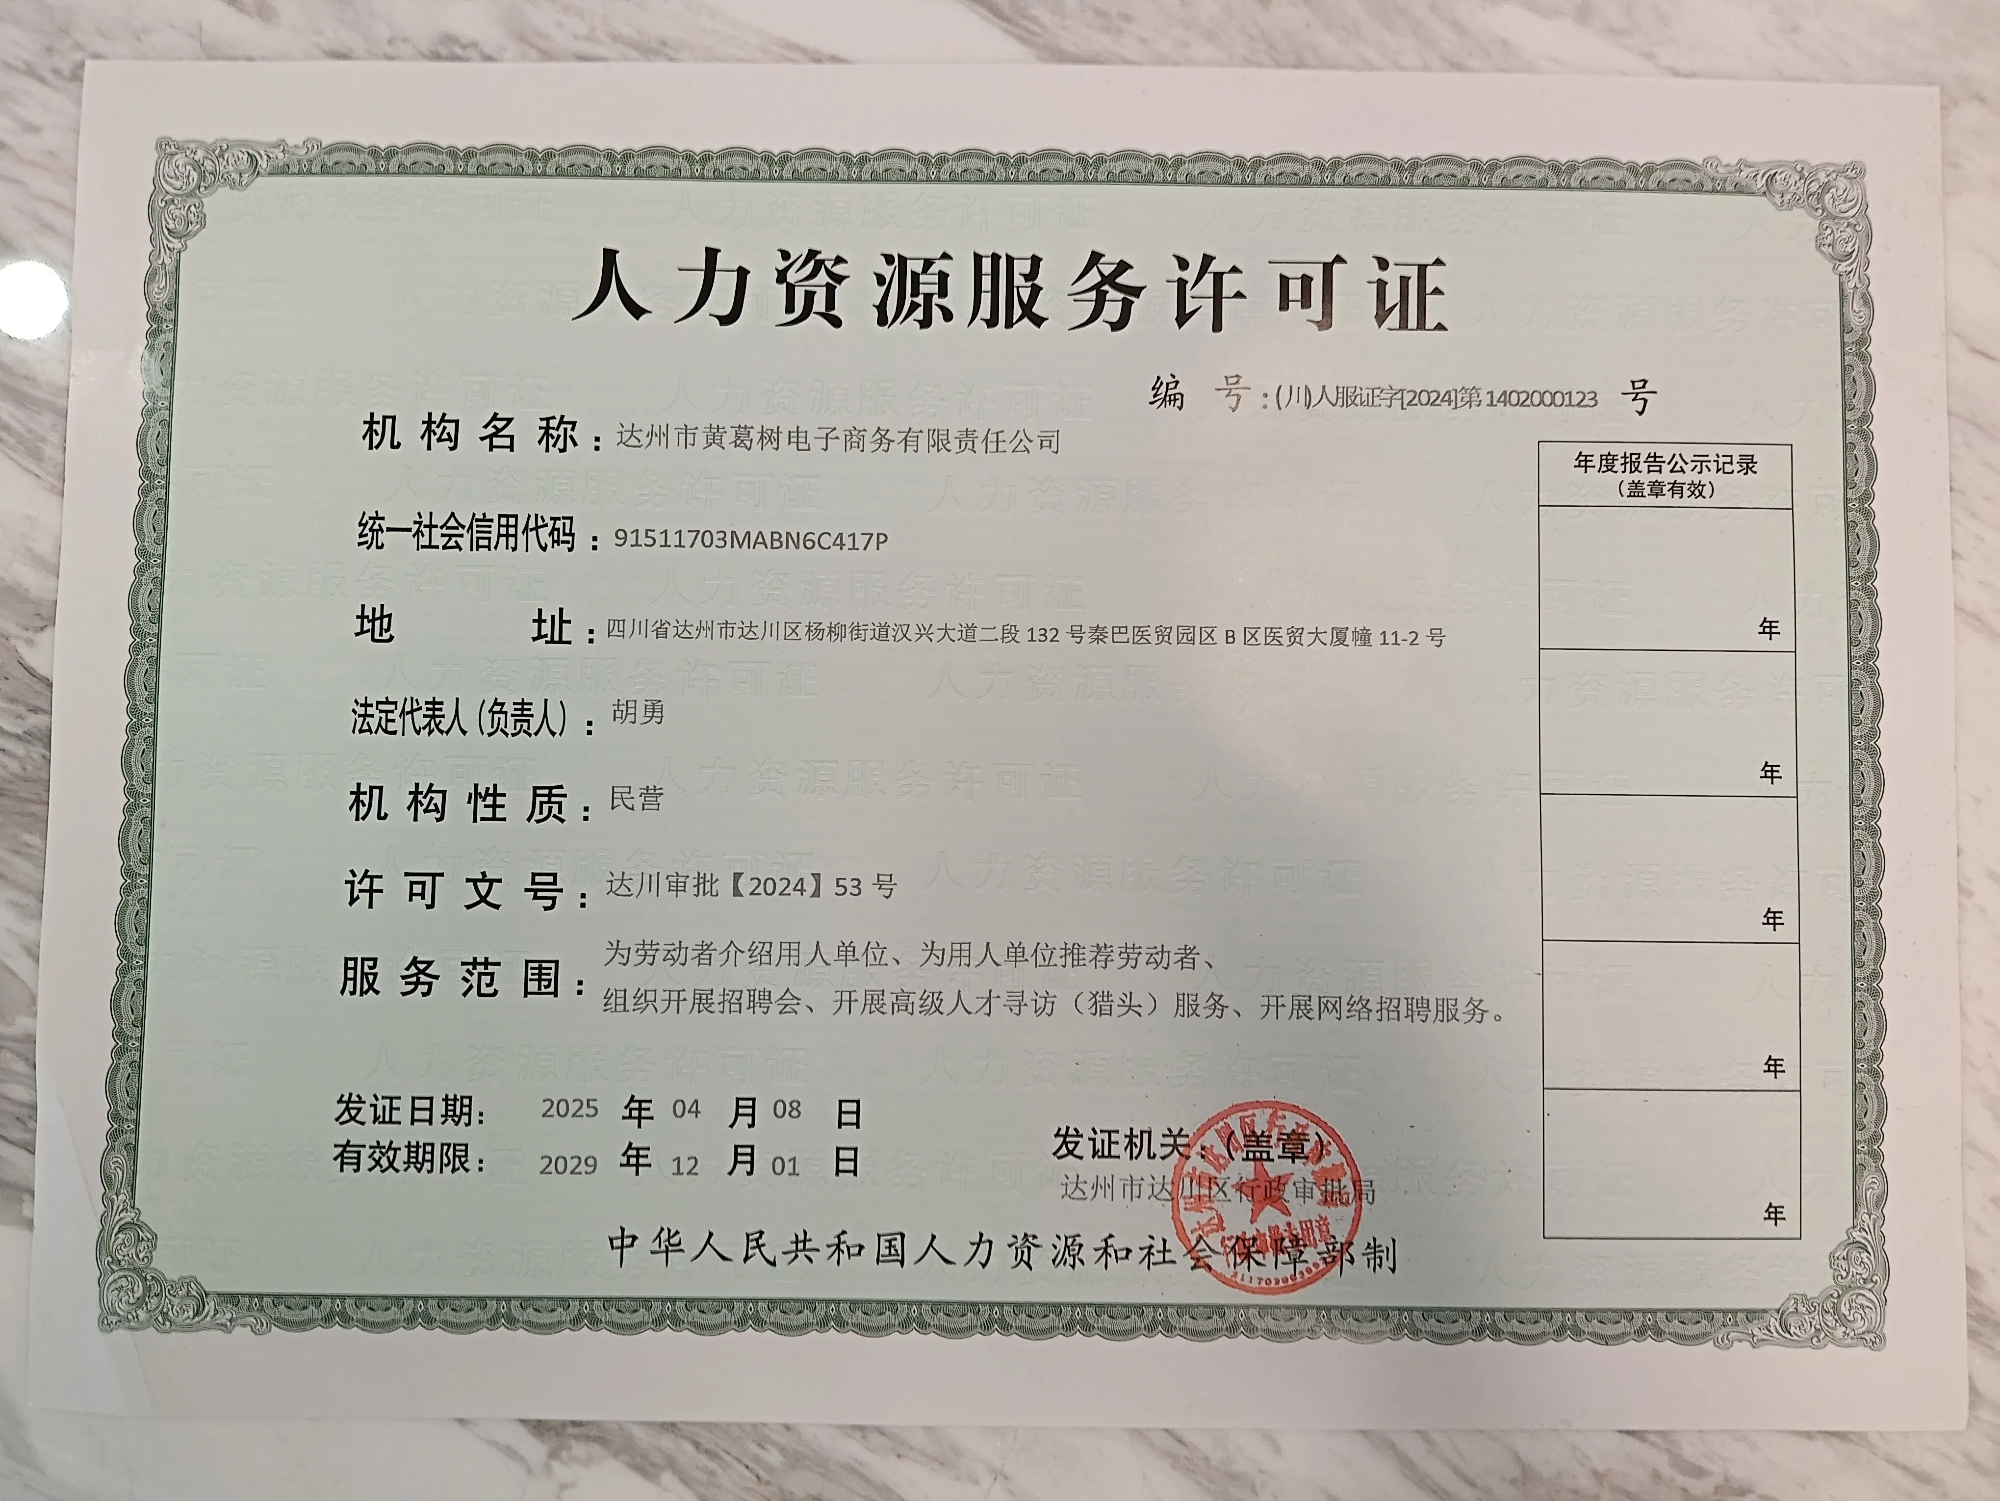 人力资源服务许可证
编 号:(川)人服证字[2024]第1402000123 号
机构名称：达州市黄葛树电子商务有限责任公司
统一社会信用代码：91511703MABN6C417P
地 址：四川省达州市达川区杨柳街道汉兴大道二段 132 号秦巴医贸园区 B 区医贸大厦幢 11-2 号
法定代表人(负责人)：胡勇
机构性质：民营
许可文号：达川审批【2024】53 号
服务范围：为劳动者介绍用人单位、为用人单位推荐劳动者、
组织开展招聘会、开展高级人才寻访（猎头）服务、开展网络招聘服务。
年度报告公示记录
(盖章有效)
年
年
年
年
年
发证日期： 2025 年 04 月 08 日
有效期限： 2029 年 12 月 01 日
发证机关：(盖章)
达州市达川区行政审批局
中华人民共和国人力资源和社会保障部制